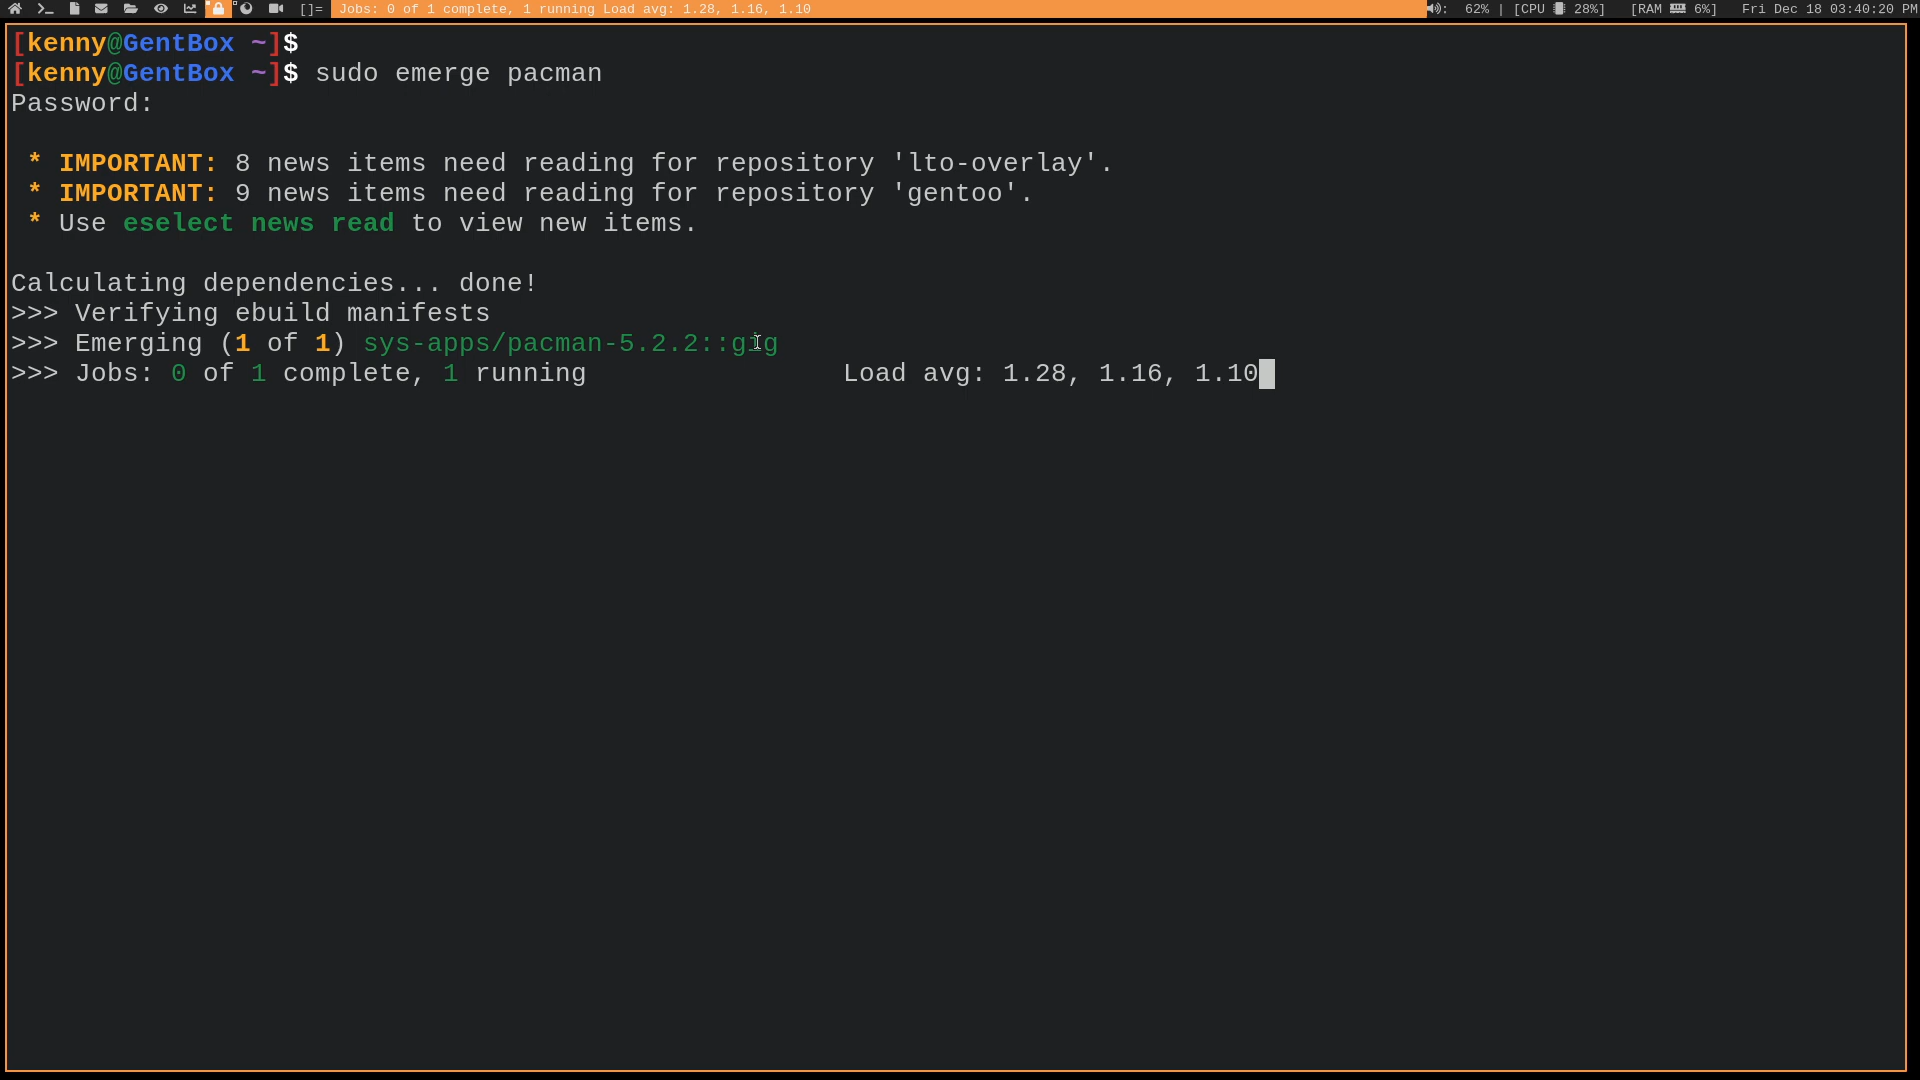 []= Jobs: 0 of 1 complete, 1 running Load avg: 1.28, 1.16, 1.10 : 62% | [CPU 28%] [RAM 6%] Fri Dec 18 03:40:20 PM
[kenny@GentBox ~]$
[kenny@GentBox ~]$ sudo emerge pacman
Password:
* IMPORTANT: 8 news items need reading for repository 'lto-overlay'.
* IMPORTANT: 9 news items need reading for repository 'gentoo'.
* Use eselect news read to view new items.
Calculating dependencies... done!
>>> Verifying ebuild manifests
>>> Emerging (1 of 1) sys-apps/pacman-5.2.2::gig
>>> Jobs: 0 of 1 complete, 1 running Load avg: 1.28, 1.16, 1.10